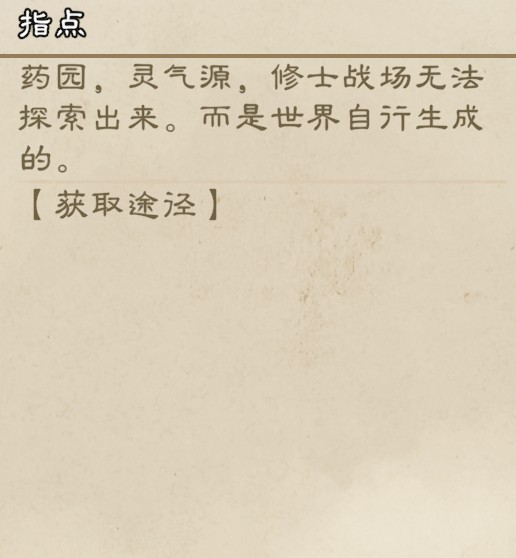 指点
药园，灵气源，修士战场无法
探索出来。而是世界自行生成
的。
【获取途径】